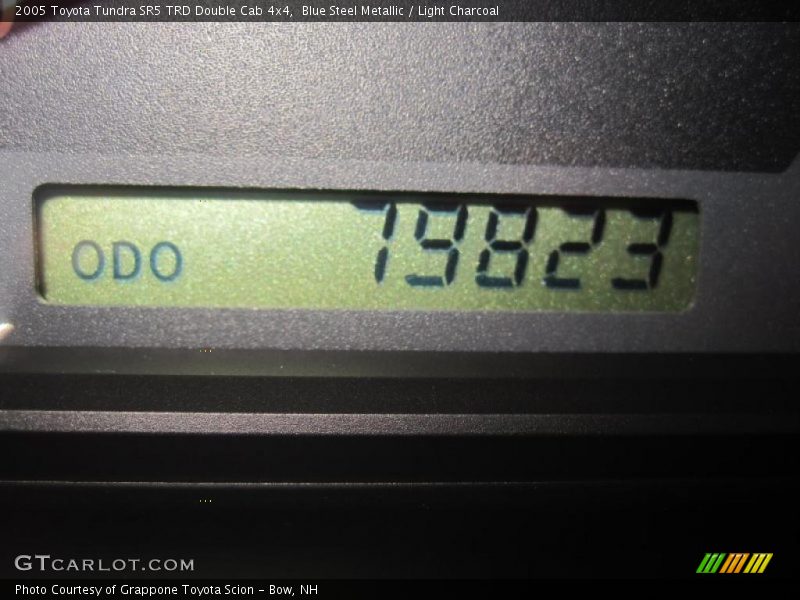 2005 Toyota Tundra SR5 TRD Double Cab 4x4, Blue Steel Metallic / Light Charcoal
ODO 79823
GTCARLOT.COM
Photo Courtesy of Grappone Toyota Scion - Bow, NH